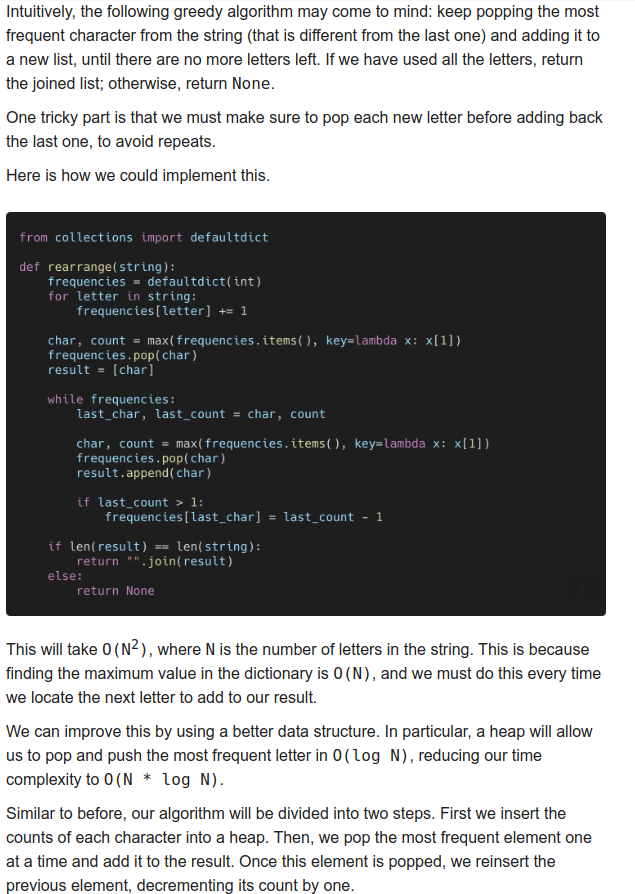 Intuitively, the following greedy algorithm may come to mind: keep popping the most
frequent character from the string (that is different from the last one) and adding it to
a new list, until there are no more letters left. If we have used all the letters, return
the joined list; otherwise, return None.
One tricky part is that we must make sure to pop each new letter before adding back
the last one, to avoid repeats.
Here is how we could implement this.
from collections import defaultdict
def rearrange(string):
    frequencies = defaultdict(int)
    for letter in string:
        frequencies[letter] += 1
    char, count = max(frequencies.items(), key=lambda x: x[1])
    frequencies.pop(char)
    result = [char]
    while frequencies:
        last_char, last_count = char, count
        char, count = max(frequencies.items(), key=lambda x: x[1])
        frequencies.pop(char)
        result.append(char)
        if last_count > 1:
            frequencies[last_char] = last_count - 1
    if len(result) == len(string):
        return "".join(result)
    else:
        return None
This will take O(N²), where N is the number of letters in the string. This is because
finding the maximum value in the dictionary is O(N), and we must do this every time
we locate the next letter to add to our result.
We can improve this by using a better data structure. In particular, a heap will allow
us to pop and push the most frequent letter in O(log N), reducing our time
complexity to O(N * log N).
Similar to before, our algorithm will be divided into two steps. First we insert the
counts of each character into a heap. Then, we pop the most frequent element one
at a time and add it to the result. Once this element is popped, we reinsert the
previous element, decrementing its count by one.